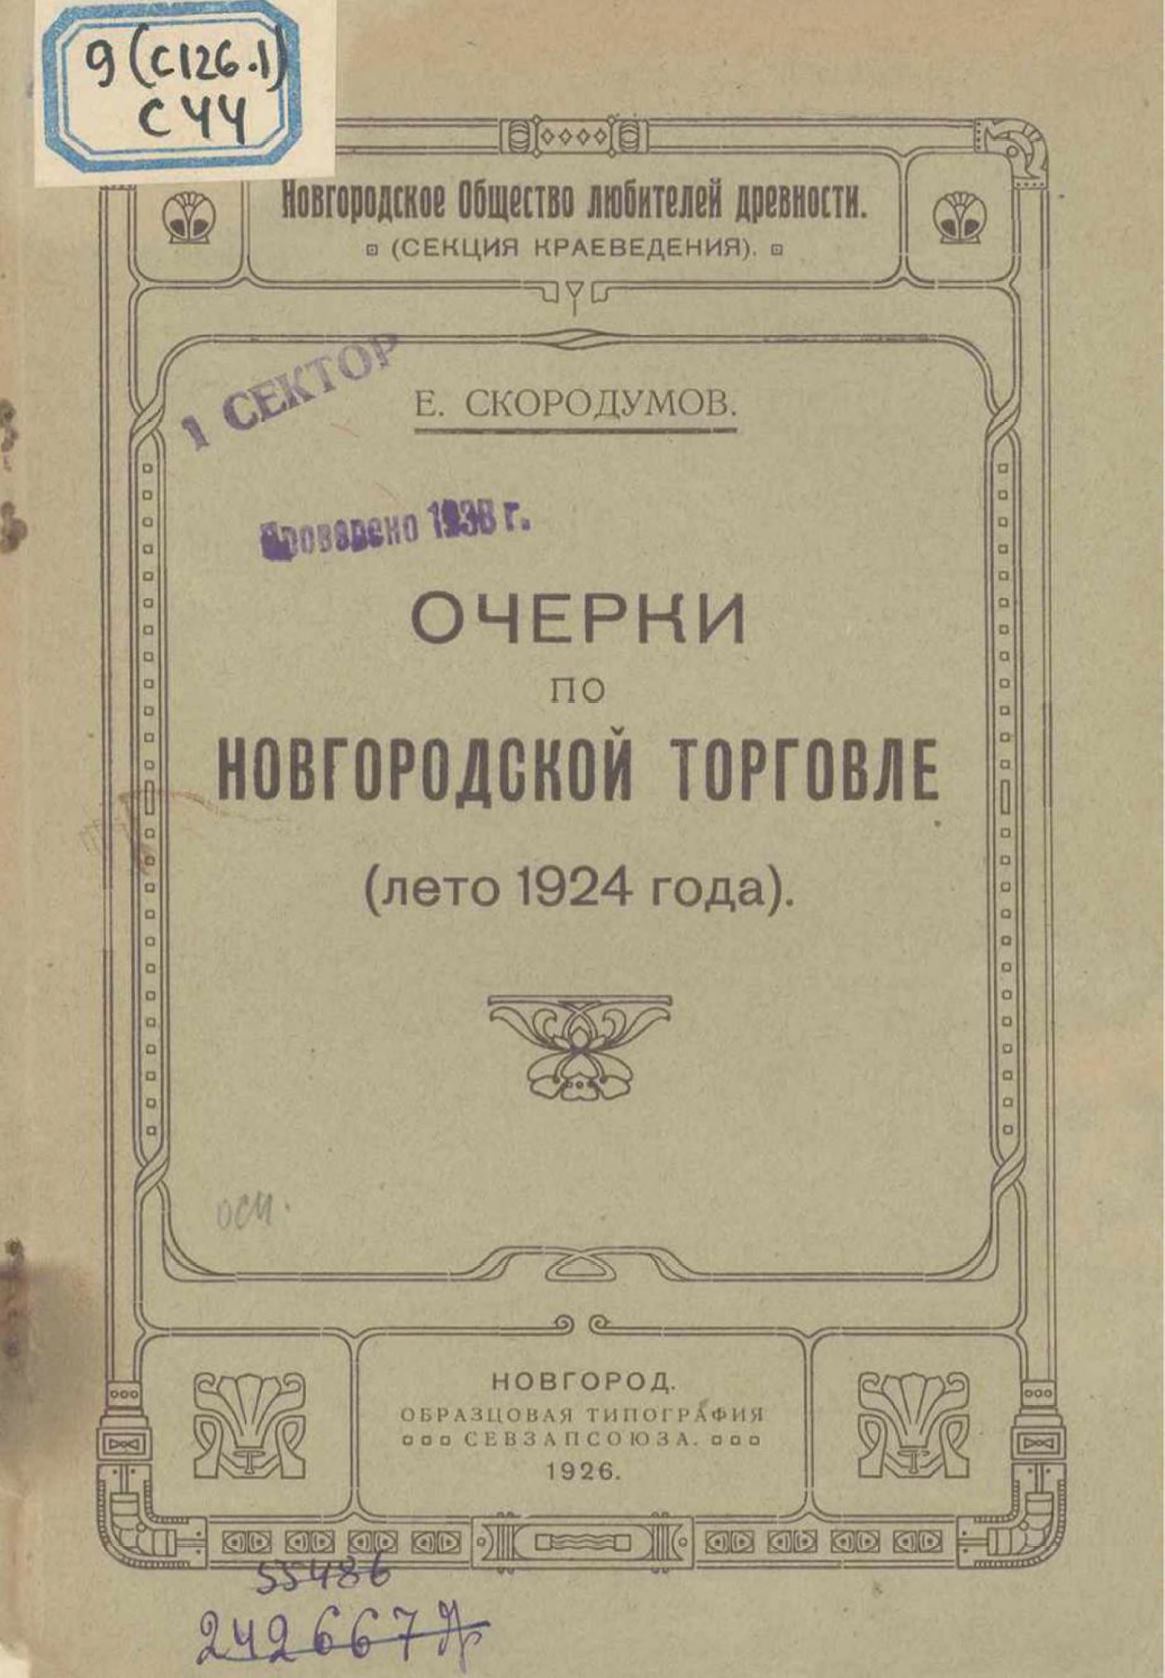 9(С126.1)
С44
Новгородское Общество любителей древности.
(СЕКЦИЯ КРАЕВЕДЕНИЯ).
1 СЕКТОР
Е. СКОРОДУМОВ.
Проверено 1938 г.
ОЧЕРКИ
ПО
НОВГОРОДСКОЙ ТОРГОВЛЕ
(лето 1924 года).
НОВГОРОД.
ОБРАЗЦОВАЯ ТИПОГРАФИЯ
СЕВЗАПСОЮЗА.
1926.
55486
242667